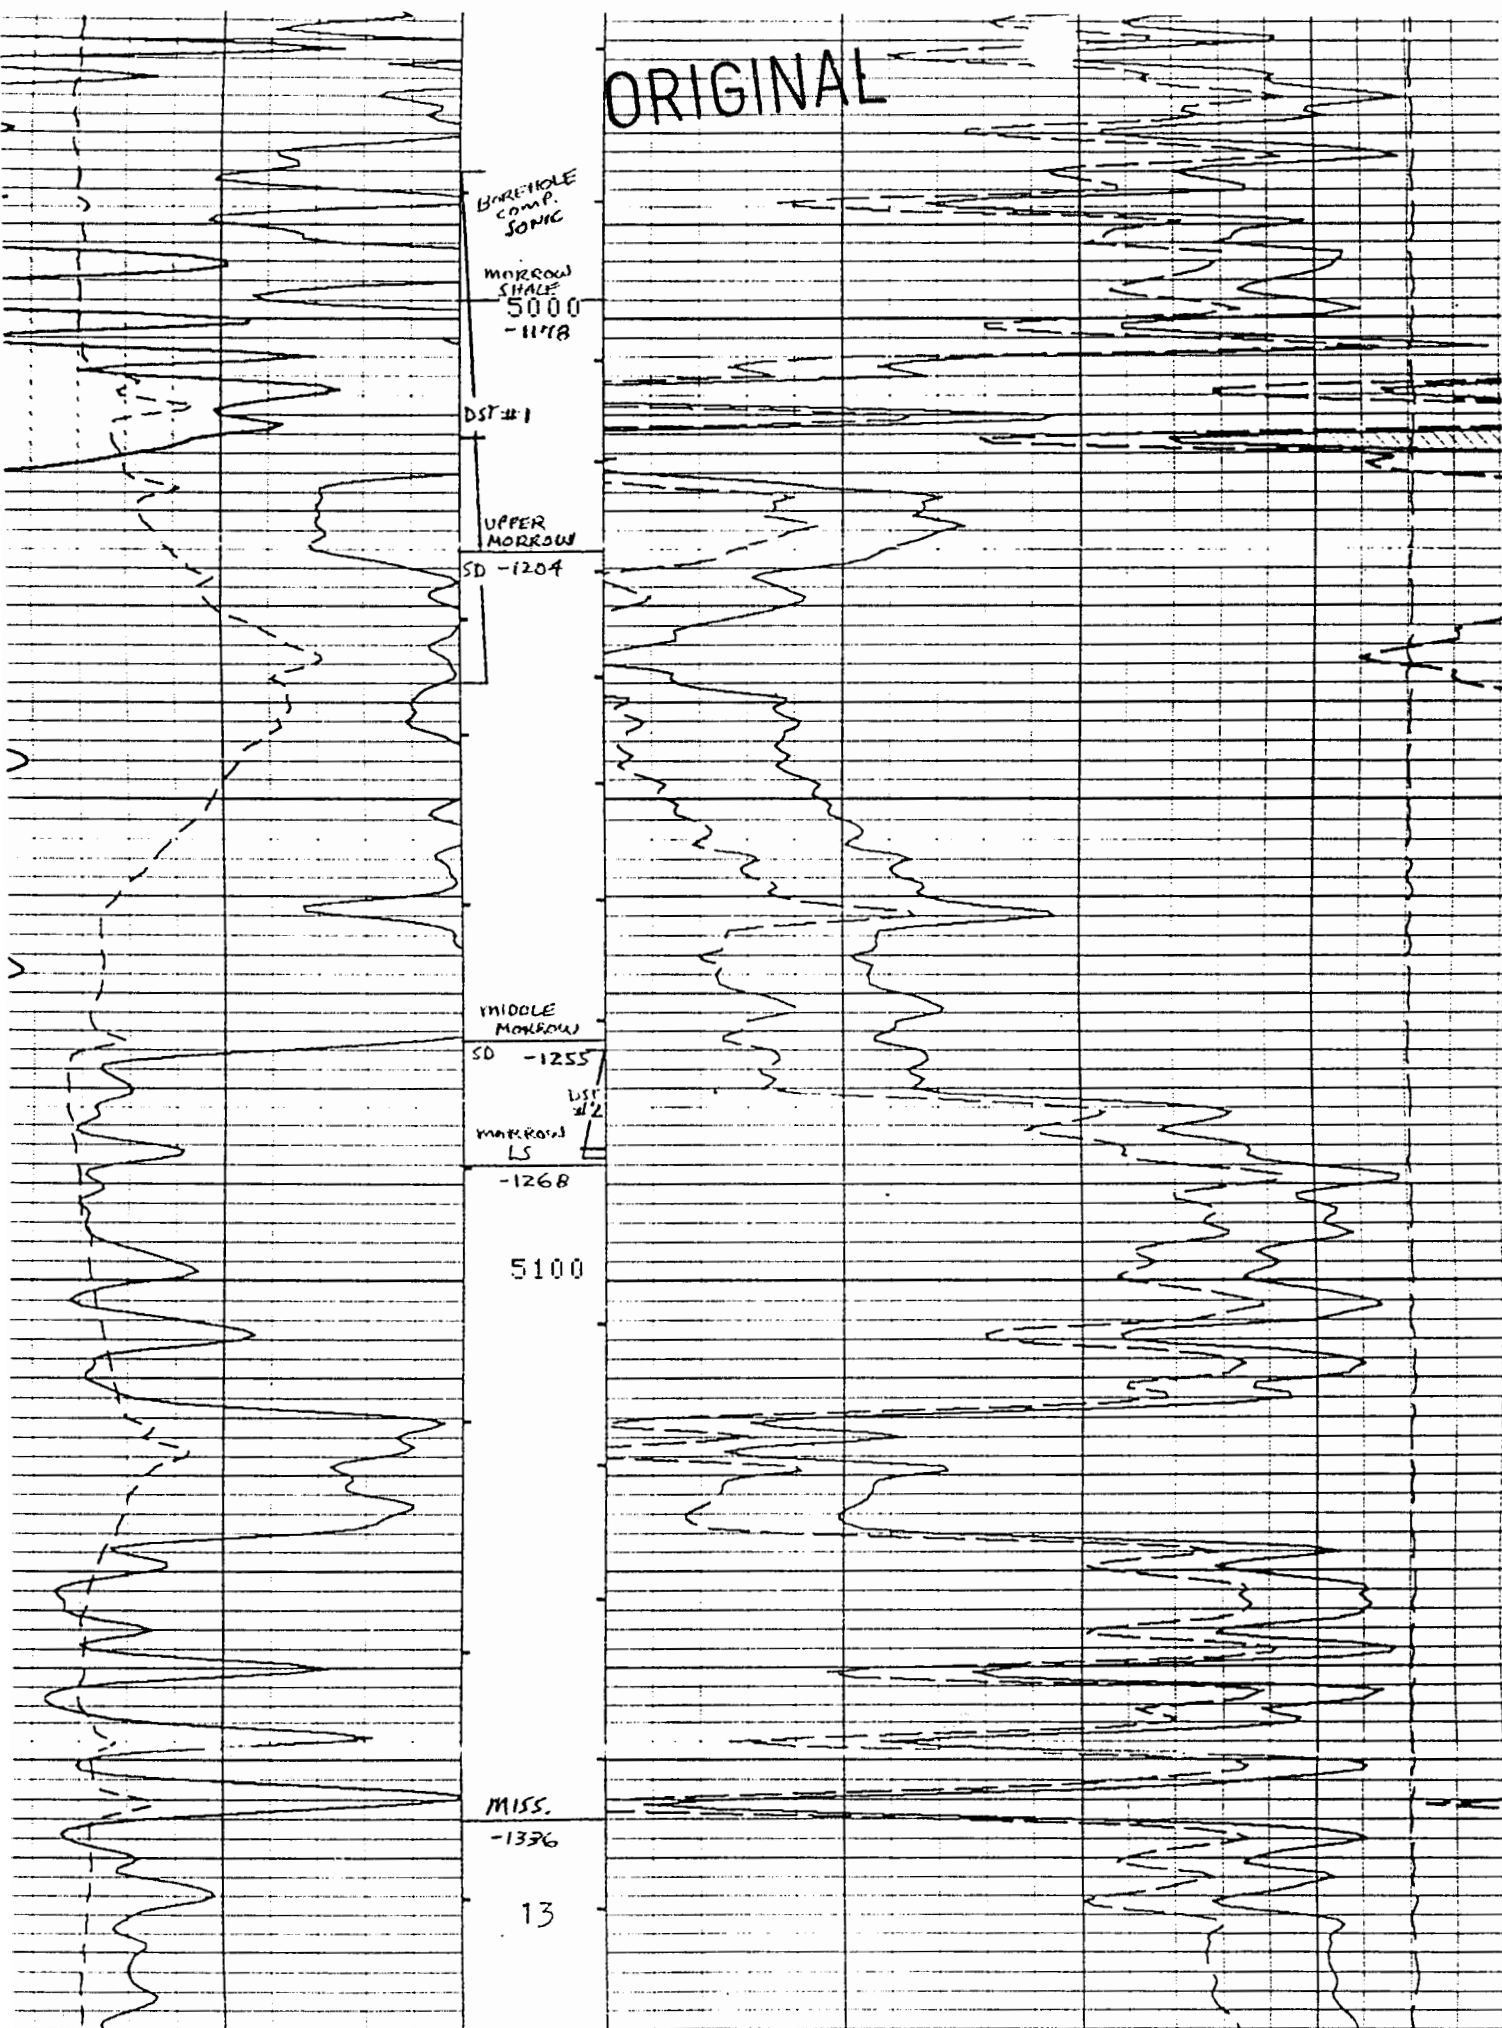 ORIGINAL
BOREHOLE
COMP.
SONIC
MORROW
SHALE
5000
-1178
DST #1
UPPER
MORROW
SD -1204
MIDDLE
MORROW
SD -1255
DST
#2
MORROW
LS
-1268
5100
MISS.
-1336
13